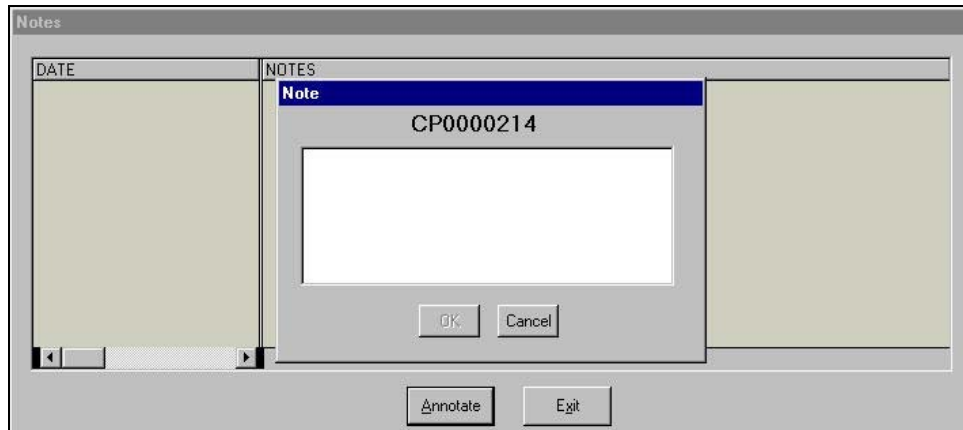 Notes
DATE NOTES
Note
CP0000214
OK Cancel
Annotate Exit